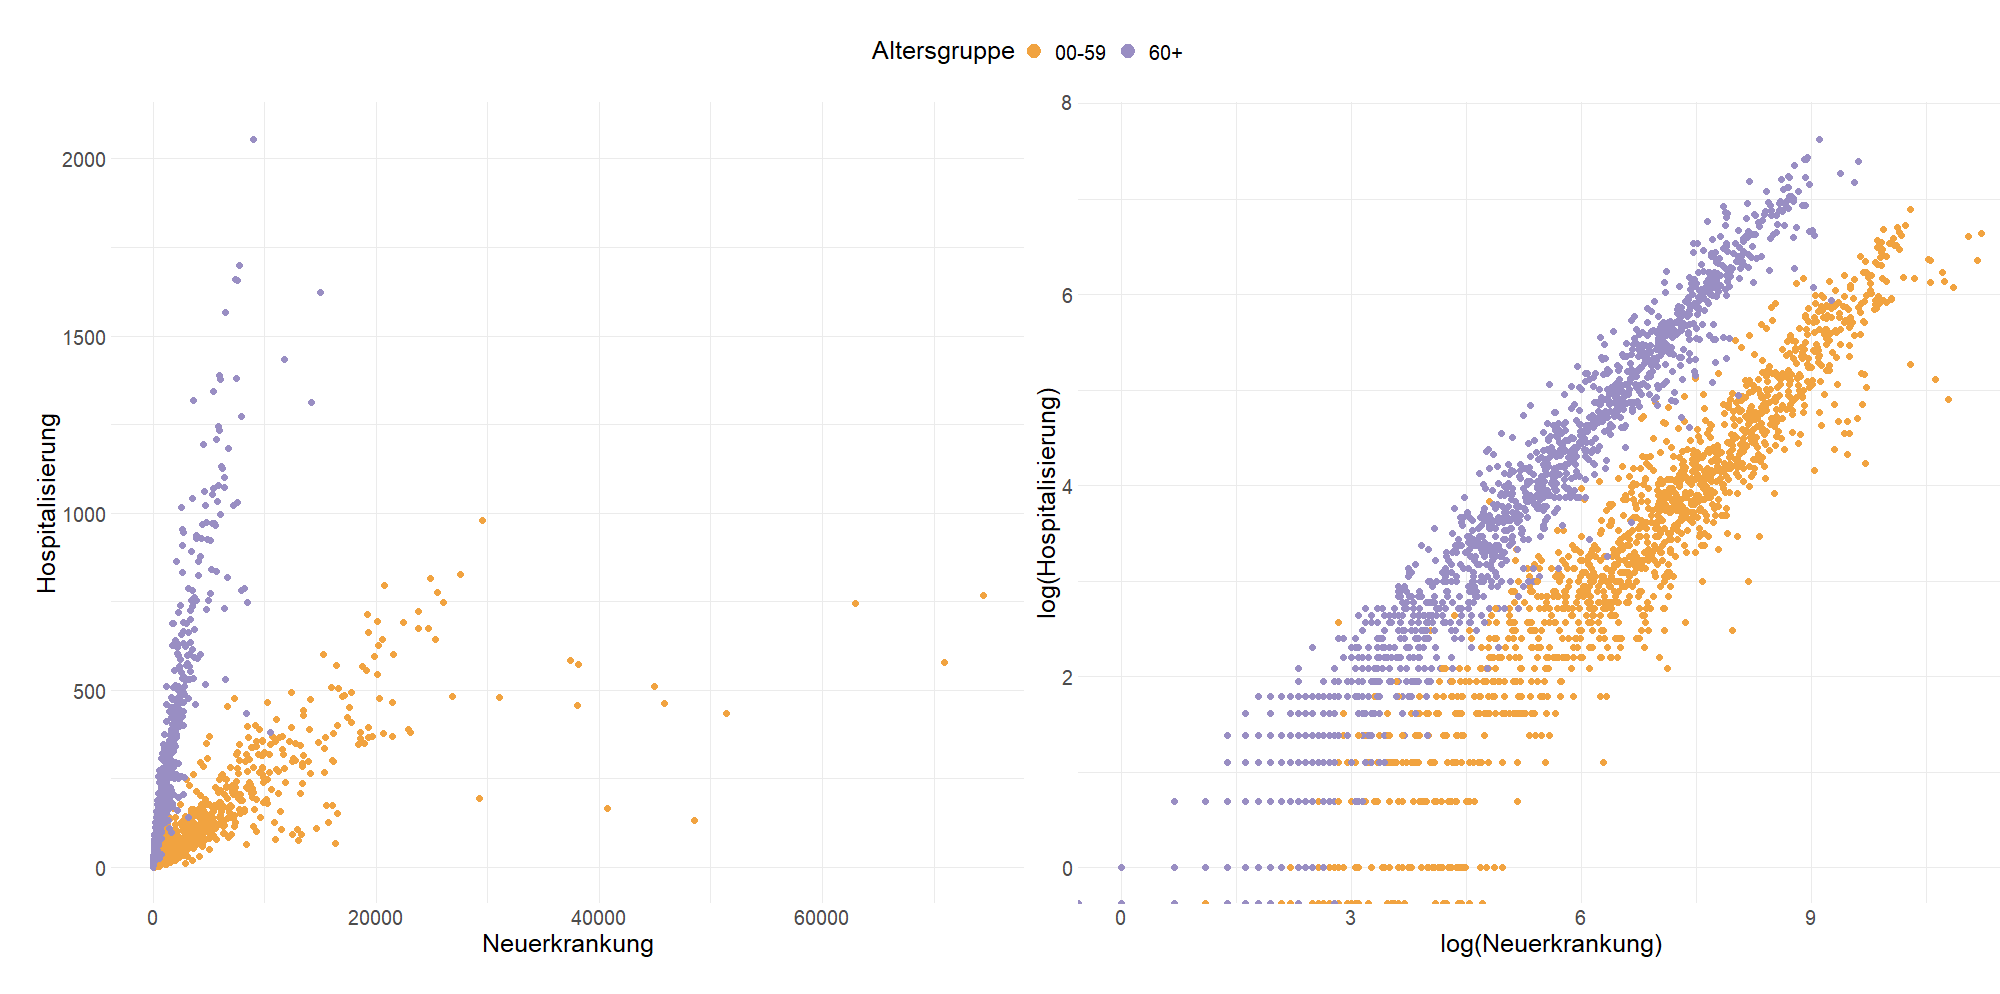 Altersgruppe 00-59 60+
Hospitalisierung
2000
1500
1000
500
0
0 20000 40000 60000
Neuerkrankung
log(Hospitalisierung)
8
6
4
2
0
0 3 6 9
log(Neuerkrankung)